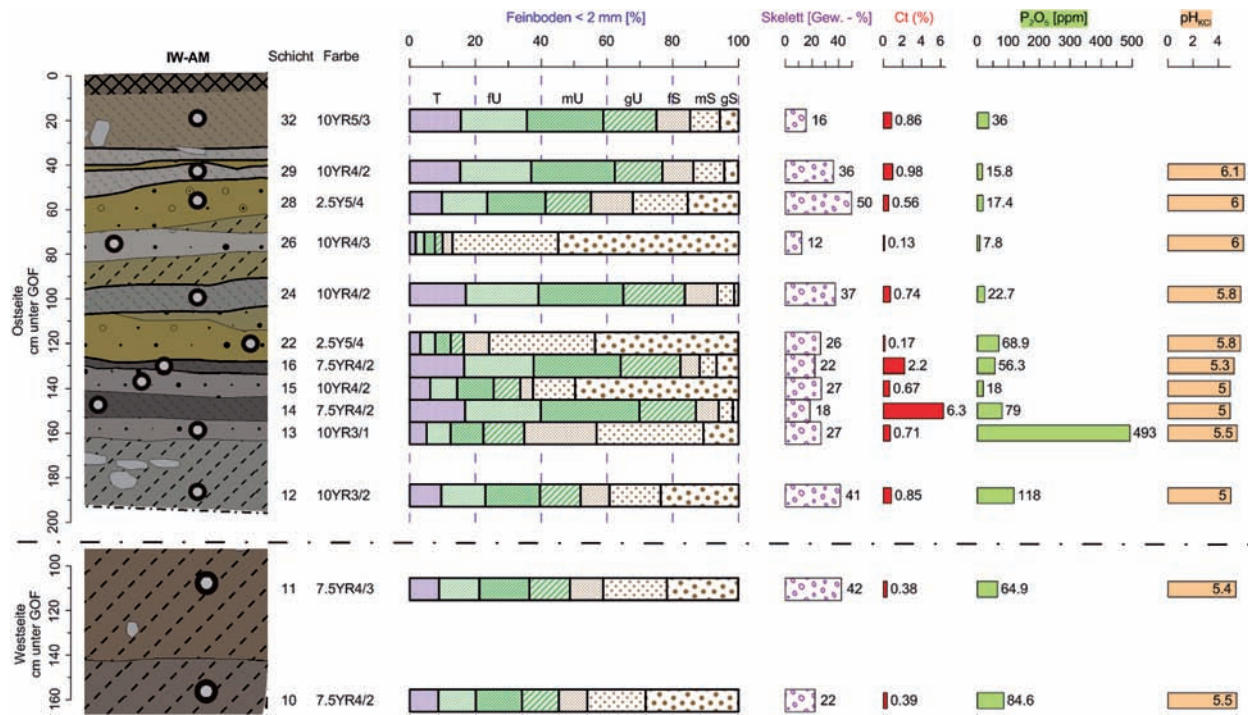 Feinboden < 2 mm [%] Skelett [Gew. - %] Ct (%) P₂O₅ [ppm] pH_KCl
IW-AM Schicht Farbe 0 20 40 60 80 100 0 20 40 0 2 4 6 0 100 200 300 400 500 0 2 4
T fU mU gU fS mS gS
Ostseite
cm unter GOF
0
20
40
60
80
100
120
140
160
180
200
32 10YR5/3 16 0.86 36
29 10YR4/2 36 0.98 15.8 6.1
28 2.5Y5/4 50 0.56 17.4 6
26 10YR4/3 12 0.13 7.8 6
24 10YR4/2 37 0.74 22.7 5.8
22 2.5Y5/4 26 0.17 68.9 5.8
16 7.5YR4/2 22 2.2 56.3 5.3
15 10YR4/2 27 0.67 18 5
14 7.5YR4/2 18 6.3 79 5
13 10YR3/1 27 0.71 493 5.5
12 10YR3/2 41 0.85 118 5
Westseite
cm unter GOF
100
120
140
160
11 7.5YR4/3 42 0.38 64.9 5.4
10 7.5YR4/2 22 0.39 84.6 5.5